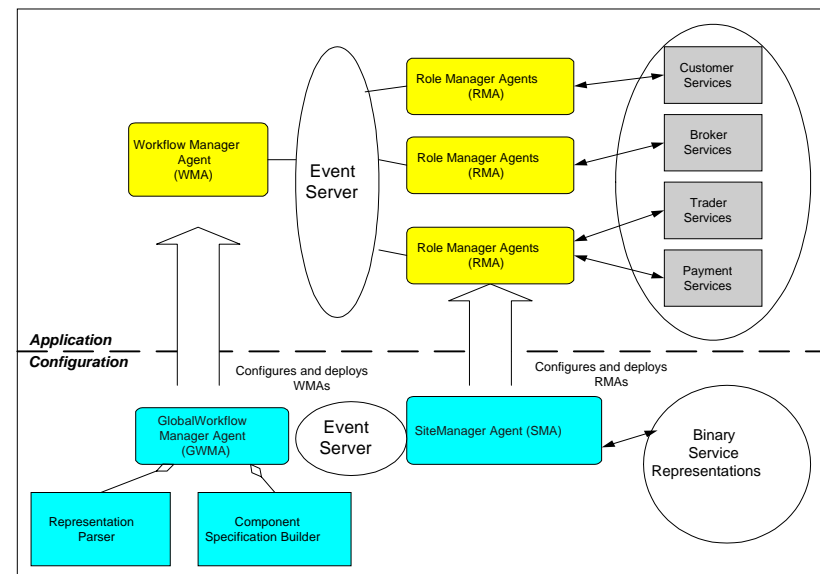 Role Manager Agents
(RMA)
Customer
Services
Workflow Manager
Agent
(WMA)
Event
Server
Role Manager Agents
(RMA)
Broker
Services
Role Manager Agents
(RMA)
Trader
Services
Payment
Services
Application
Configuration
Configures and deploys
WMAs
Configures and deploys
RMAs
GlobalWorkflow
Manager Agent
(GWMA)
Event
Server
SiteManager Agent (SMA)
Binary
Service
Representations
Representation
Parser
Component
Specification Builder